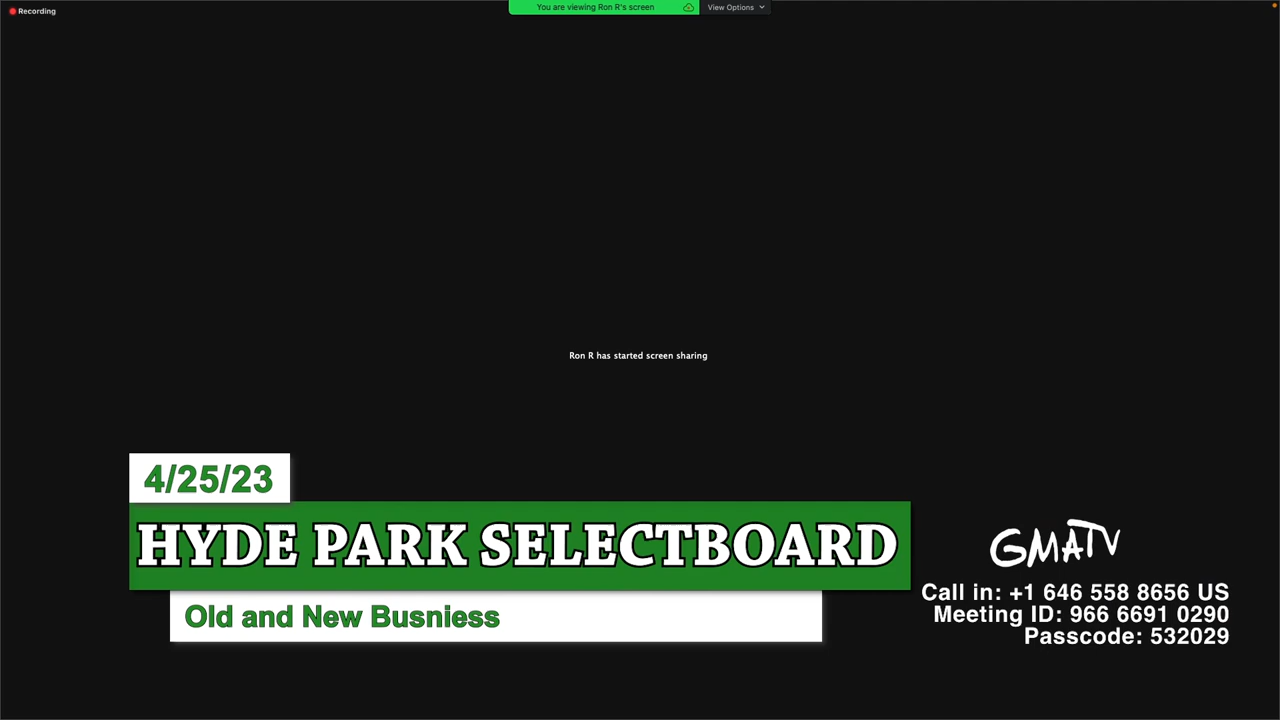 Recording
You are viewing Ron R's screen
View Options
Ron R has started screen sharing
4/25/23
HYDE PARK SELECTBOARD
Old and New Busniess
GMATV
Call in: +1 646 558 8656 US
Meeting ID: 966 6691 0290
Passcode: 532029